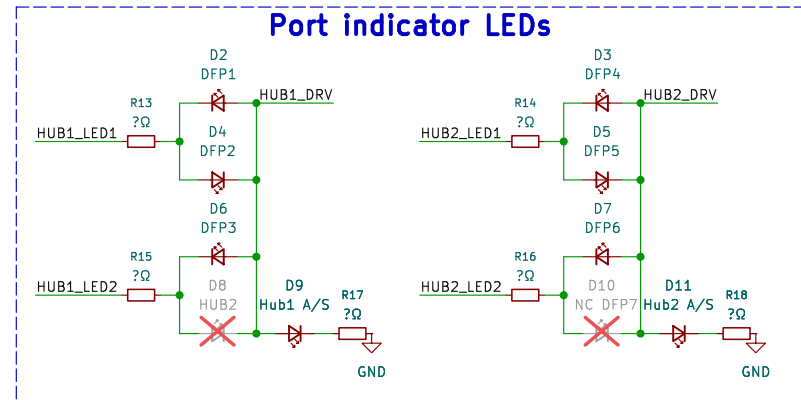 Port indicator LEDs
D2
DFP1
HUB1_DRV
R13
?Ω
HUB1_LED1
D4
DFP2
D6
DFP3
R15
?Ω
HUB1_LED2
D8
HUB2
D9
Hub1 A/S
R17
?Ω
GND
D3
DFP4
HUB2_DRV
R14
?Ω
HUB2_LED1
D5
DFP5
D7
DFP6
R16
?Ω
HUB2_LED2
D10
NC DFP7
D11
Hub2 A/S
R18
?Ω
GND